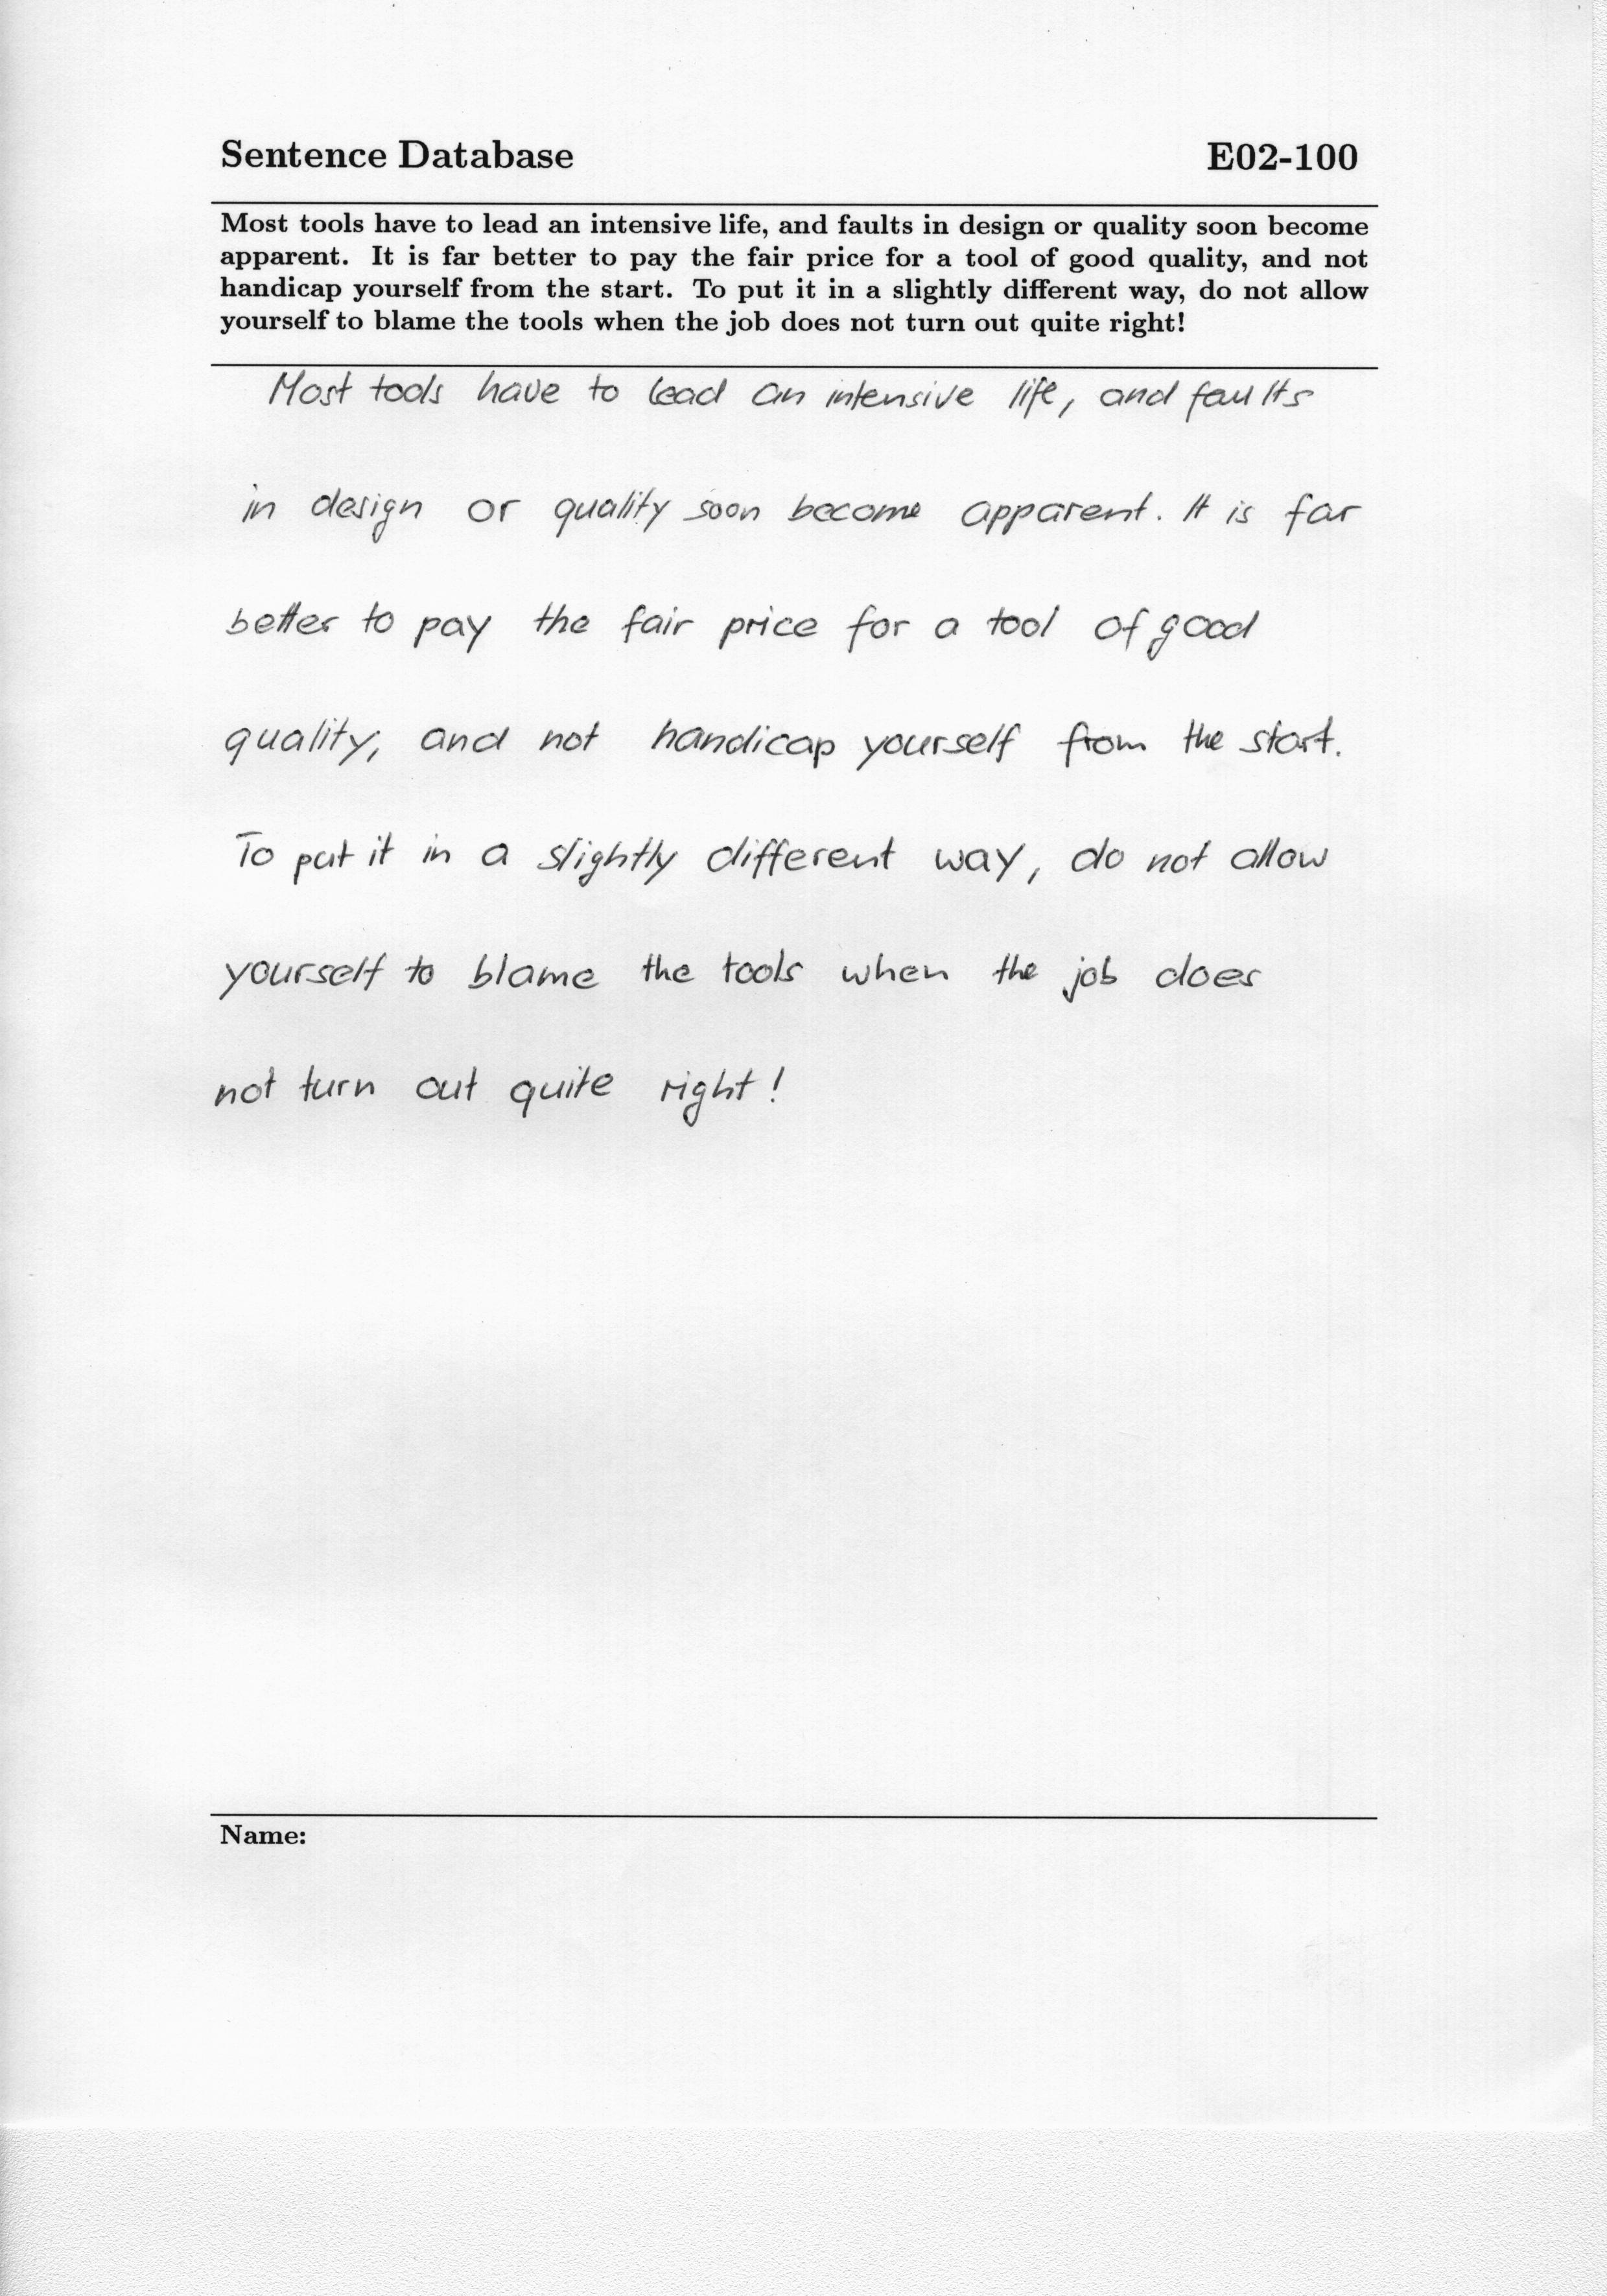 Sentence Database E02-100
Most tools have to lead an intensive life, and faults in design or quality soon become
apparent. It is far better to pay the fair price for a tool of good quality, and not
handicap yourself from the start. To put it in a slightly different way, do not allow
yourself to blame the tools when the job does not turn out quite right!
Most tools have to lead an intensive life, and faults
in design or quality soon become apparent. It is far
better to pay the fair price for a tool of good
quality, and not handicap yourself from the start.
To put it in a slightly different way, do not allow
yourself to blame the tools when the job does
not turn out quite right!
Name: